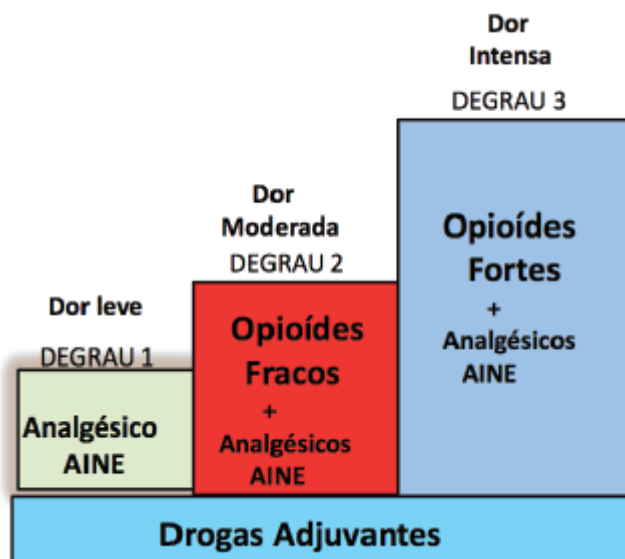 Dor leve
DEGRAU 1
Analgésico
AINE
Dor
Moderada
DEGRAU 2
Opioídes
Fracos
+
Analgésicos
AINE
Dor
Intensa
DEGRAU 3
Opioídes
Fortes
+
Analgésicos
AINE
Drogas Adjuvantes